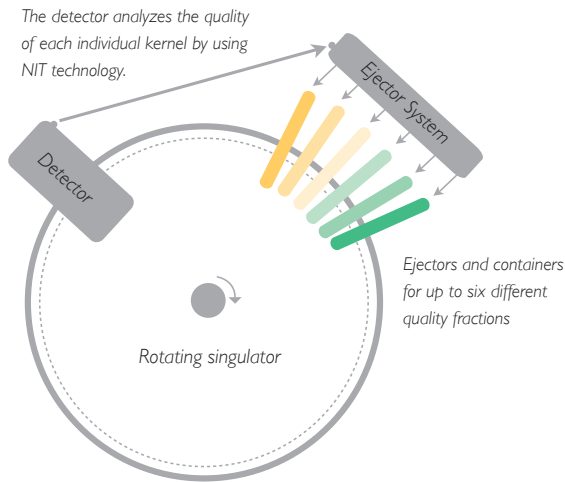 The detector analyzes the quality
of each individual kernel by using
NIT technology.
Ejector System
Detector
Ejectors and containers
for up to six different
quality fractions
Rotating singulator